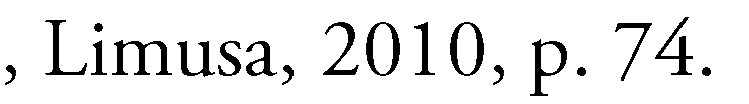 , Limusa, 2010, p. 74.